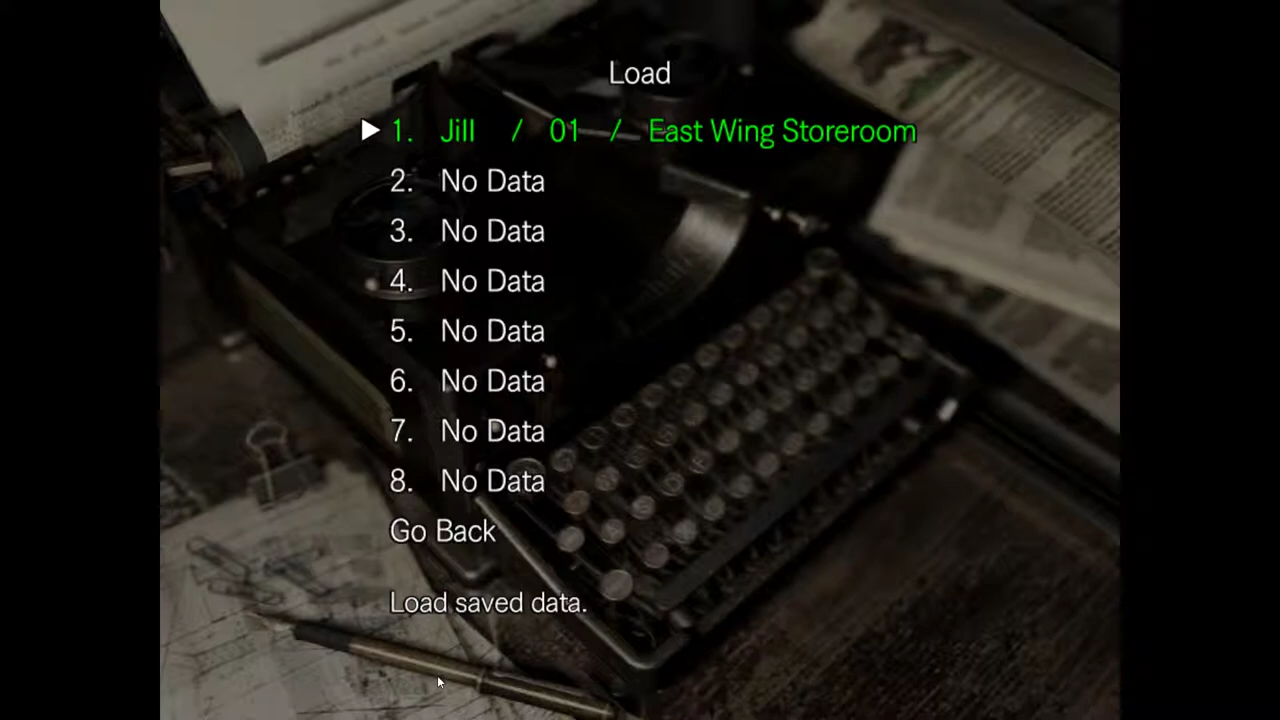 Load
1. Jill / 01 / East Wing Storeroom
2. No Data
3. No Data
4. No Data
5. No Data
6. No Data
7. No Data
8. No Data
Go Back
Load saved data.